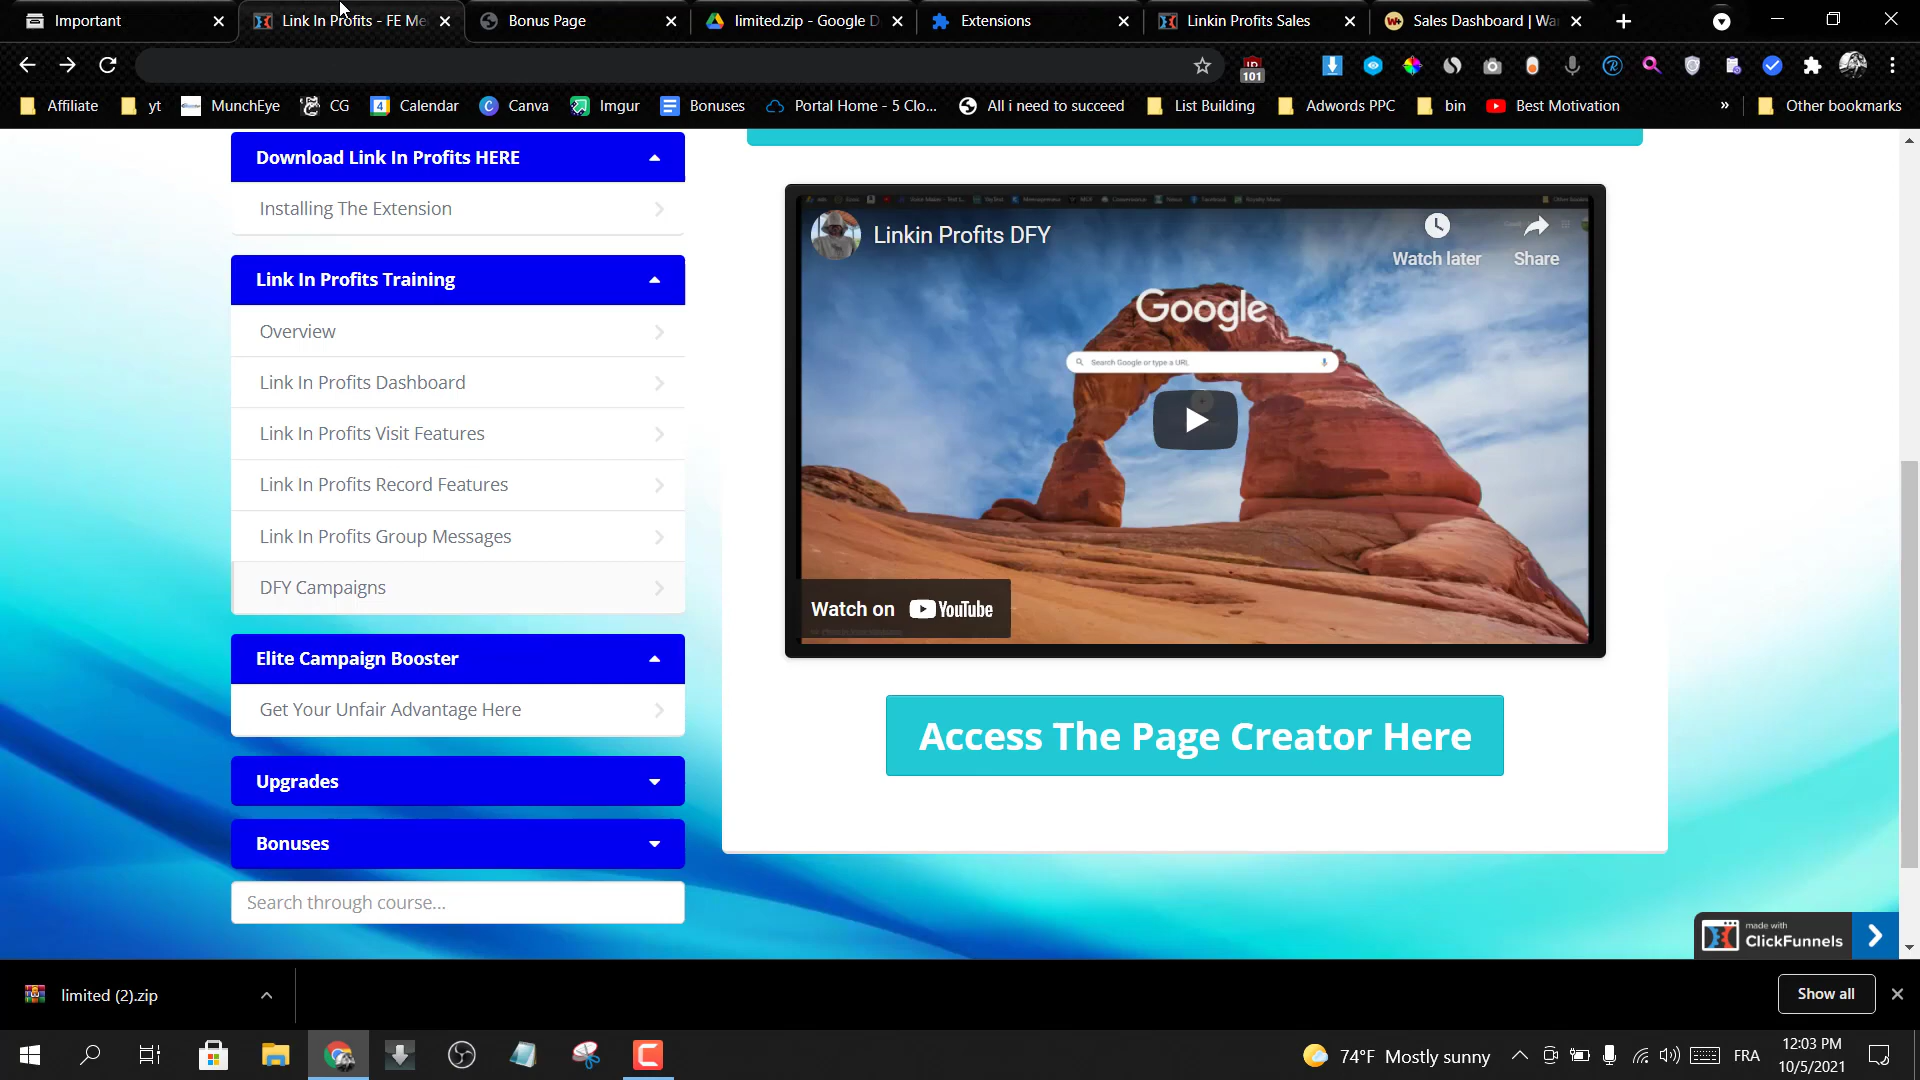 Important
Link In Profits - FE Me
Bonus Page
limited.zip - Google D
Extensions
Linkin Profits Sales
Sales Dashboard | Wa
101
Affiliate
yt
MunchEye
CG
Calendar
Canva
Imgur
Bonuses
Portal Home - 5 Clo...
All i need to succeed
List Building
Adwords PPC
bin
Best Motivation
»
Other bookmarks
Download Link In Profits HERE
Installing The Extension
Link In Profits Training
Overview
Link In Profits Dashboard
Link In Profits Visit Features
Link In Profits Record Features
Link In Profits Group Messages
DFY Campaigns
Elite Campaign Booster
Get Your Unfair Advantage Here
Upgrades
Bonuses
Search through course...
Linkin Profits DFY
Watch later
Share
Google
Search Google or type a URL
Watch on YouTube
Access The Page Creator Here
made with
ClickFunnels
limited (2).zip
Show all
74°F Mostly sunny
FRA
12:03 PM
10/5/2021